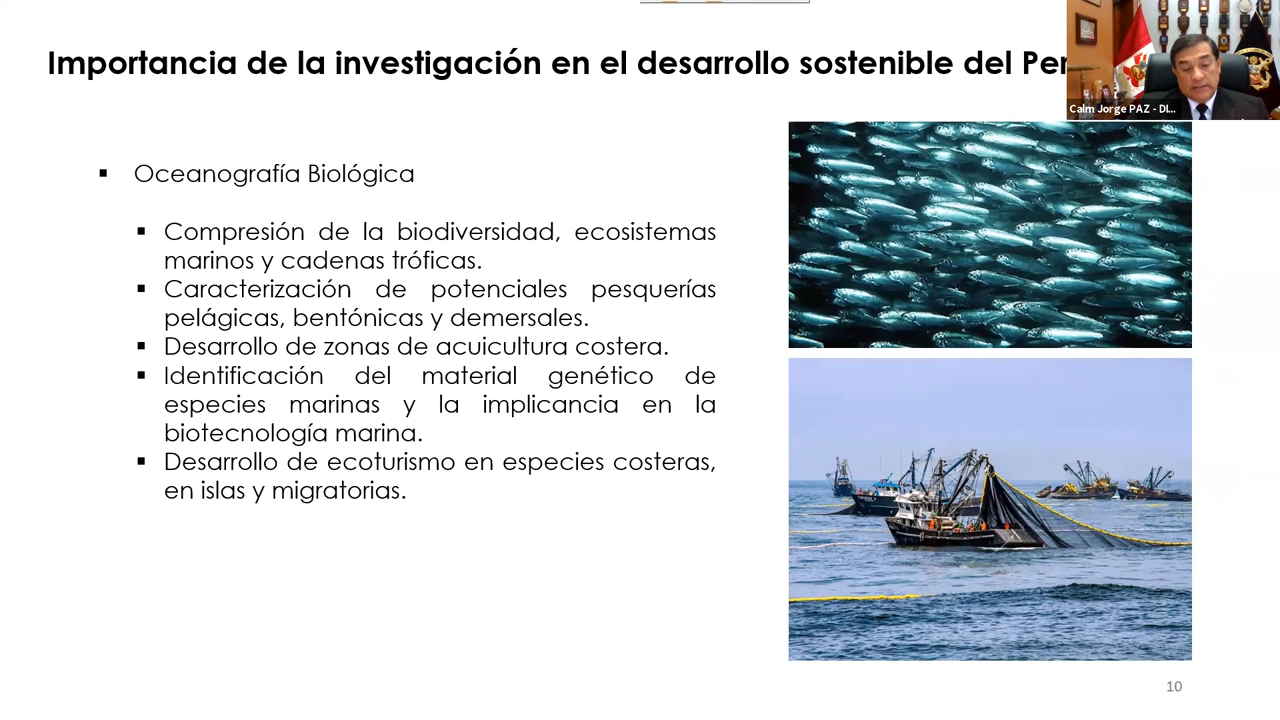 Importancia de la investigación en el desarrollo sostenible del Per
Calm Jorge PAZ - DI...
▪ Oceanografía Biológica
▪ Compresión de la biodiversidad, ecosistemas
marinos y cadenas tróficas.
▪ Caracterización de potenciales pesquerías
pelágicas, bentónicas y demersales.
▪ Desarrollo de zonas de acuicultura costera.
▪ Identificación del material genético de
especies marinas y la implicancia en la
biotecnología marina.
▪ Desarrollo de ecoturismo en especies costeras,
en islas y migratorias.
10